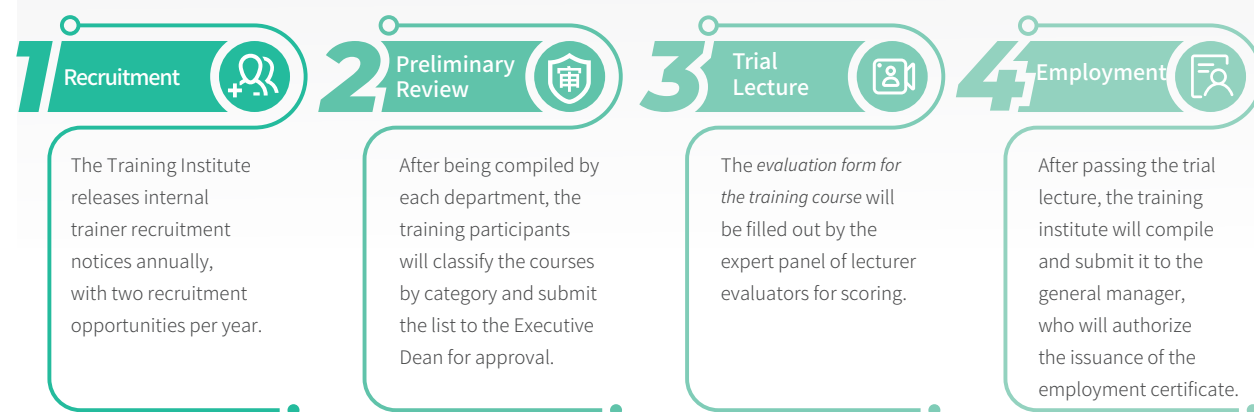 1
Recruitment
The Training Institute
releases internal
trainer recruitment
notices annually,
with two recruitment
opportunities per year.
2
Preliminary
Review
审
After being compiled by
each department, the
training participants
will classify the courses
by category and submit
the list to the Executive
Dean for approval.
3
Trial
Lecture
The evaluation form for
the training course will
be filled out by the
expert panel of lecturer
evaluators for scoring.
4
Employment
After passing the trial
lecture, the training
institute will compile
and submit it to the
general manager,
who will authorize
the issuance of the
employment certificate.